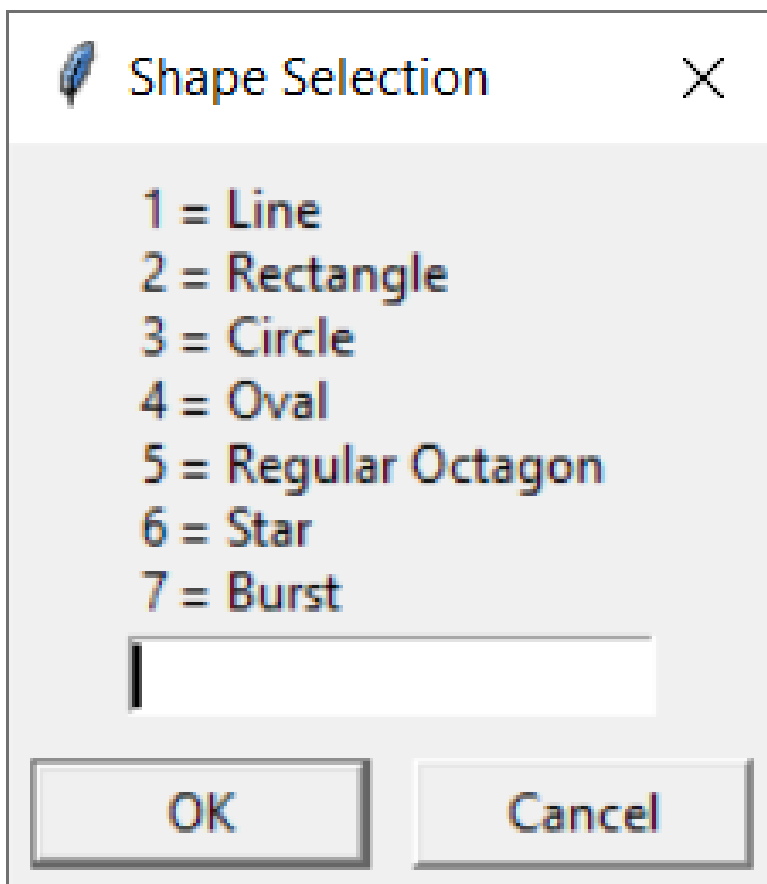 Shape Selection
1 = Line
2 = Rectangle
3 = Circle
4 = Oval
5 = Regular Octagon
6 = Star
7 = Burst
OK Cancel